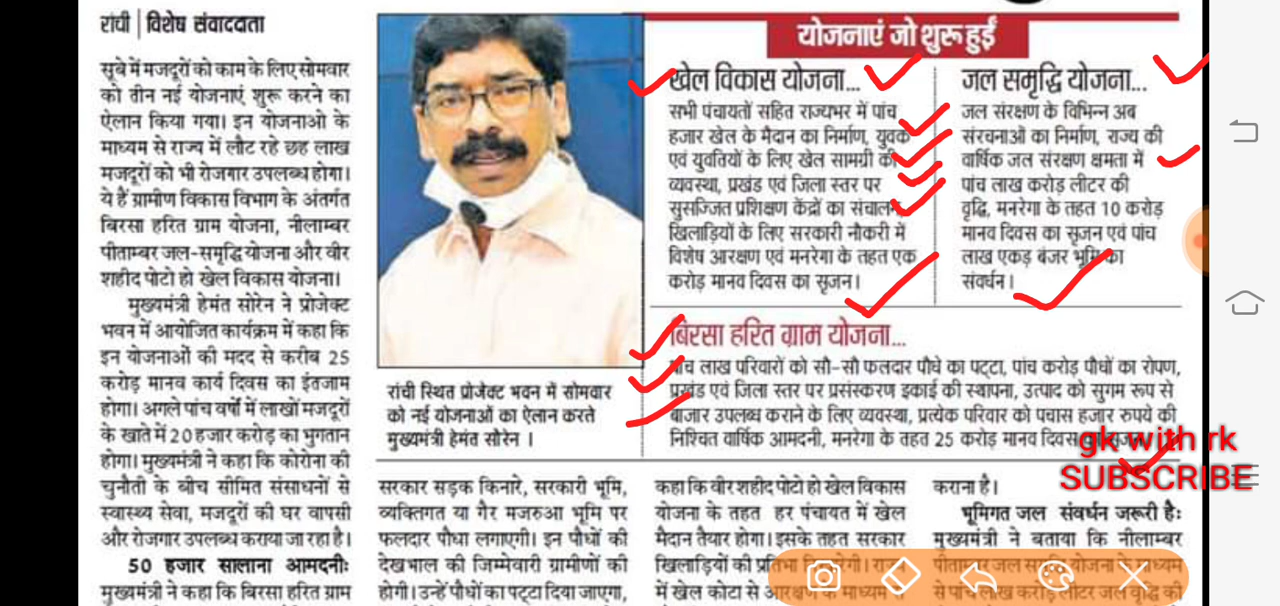 रांची | विशेष संवाददाता
सूबे में मजदूरों को काम के लिए सोमवार
को तीन नई योजनाएं शुरू करने का
ऐलान किया गया। इन योजनाओ के
माध्यम से राज्य में लौट रहे छह लाख
मजदूरों को भी रोजगार उपलब्ध होगा।
ये हैं ग्रामीण विकास विभाग के अंतर्गत
बिरसा हरित ग्राम योजना, नीलाम्बर
पीताम्बर जल-समृद्धि योजना और वीर
शहीद पोटो हो खेल विकास योजना।
मुख्यमंत्री हेमंत सोरेन ने प्रोजेक्ट
भवन में आयोजित कार्यक्रम में कहा कि
इन योजनाओं की मदद से करीब 25
करोड़ मानव कार्य दिवस का इंतजाम
होगा। अगले पांच वर्षों में लाखों मजदूरों
के खाते में 20 हजार करोड़ का भुगतान
होगा। मुख्यमंत्री ने कहा कि कोरोना की
चुनौती के बीच सीमित संसाधनों से
स्वास्थ्य सेवा, मजदूरों की घर वापसी
और रोजगार उपलब्ध कराया जा रहा है।
50 हजार सालाना आमदनीः
मुख्यमंत्री ने कहा कि बिरसा हरित ग्राम
रांची स्थित प्रोजेक्ट भवन में सोमवार
को नई योजनाओं का ऐलान करते
मुख्यमंत्री हेमंत सोरेन ।
योजनाएं जो शुरू हुईं
खेल विकास योजना...
सभी पंचायतों सहित राज्यभर में पांच
हजार खेल के मैदान का निर्माण, युवक
एवं युवतियों के लिए खेल सामग्री की
व्यवस्था, प्रखंड एवं जिला स्तर पर
सुसज्जित प्रशिक्षण केंद्रों का संचालन,
खिलाड़ियों के लिए सरकारी नौकरी में
विशेष आरक्षण एवं मनरेगा के तहत एक
करोड़ मानव दिवस का सृजन।
जल समृद्धि योजना...
जल संरक्षण के विभिन्न अब
संरचनाओं का निर्माण, राज्य की
वार्षिक जल संरक्षण क्षमता में
पांच लाख करोड़ लीटर की
वृद्धि, मनरेगा के तहत 10 करोड़
मानव दिवस का सृजन एवं पांच
लाख एकड़ बंजर भूमि का
संवर्धन।
बिरसा हरित ग्राम योजना...
पांच लाख परिवारों को सौ-सौ फलदार पौधे का पट्टा, पांच करोड़ पौधों का रोपण,
प्रखंड एवं जिला स्तर पर प्रसंस्करण इकाई की स्थापना, उत्पाद को सुगम रूप से
बाजार उपलब्ध कराने के लिए व्यवस्था, प्रत्येक परिवार को पचास हजार रुपये की
निश्चित वार्षिक आमदनी, मनरेगा के तहत 25 करोड़ मानव दिवस
gk with rk
SUBSCRIBE
सरकार सड़क किनारे, सरकारी भूमि,
व्यक्तिगत या गैर मजरुआ भूमि पर
फलदार पौधा लगाएगी। इन पौधों की
देखभाल की जिम्मेवारी ग्रामीणों की
होगी। उन्हें पौधों का पट्टा दिया जाएगा,
कहा कि वीर शहीद पोटो हो खेल विकास
योजना के तहत हर पंचायत में खेल
मैदान तैयार होगा। इसके तहत सरकार
खिलाड़ियों की
में खेल कोटा से आरक्षण के माध्यम
कराना है।
भूमिगत जल संवर्धन जरूरी हैः
मुख्यमंत्री ने बताया कि नीलाम्बर
पीताम्बर जल योजना के माध्यम
से पांच लाख करोड़ लीटर जल वृद्धि की